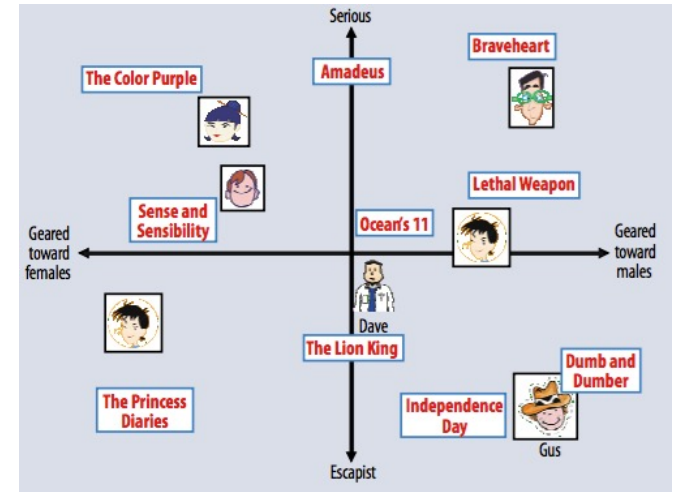 Serious
Braveheart
The Color Purple
Amadeus
Lethal Weapon
Sense and
Sensibility
Ocean's 11
Geared
toward
females
Geared
toward
males
Dave
The Lion King
Dumb and
Dumber
The Princess
Diaries
Independence
Day
Gus
Escapist